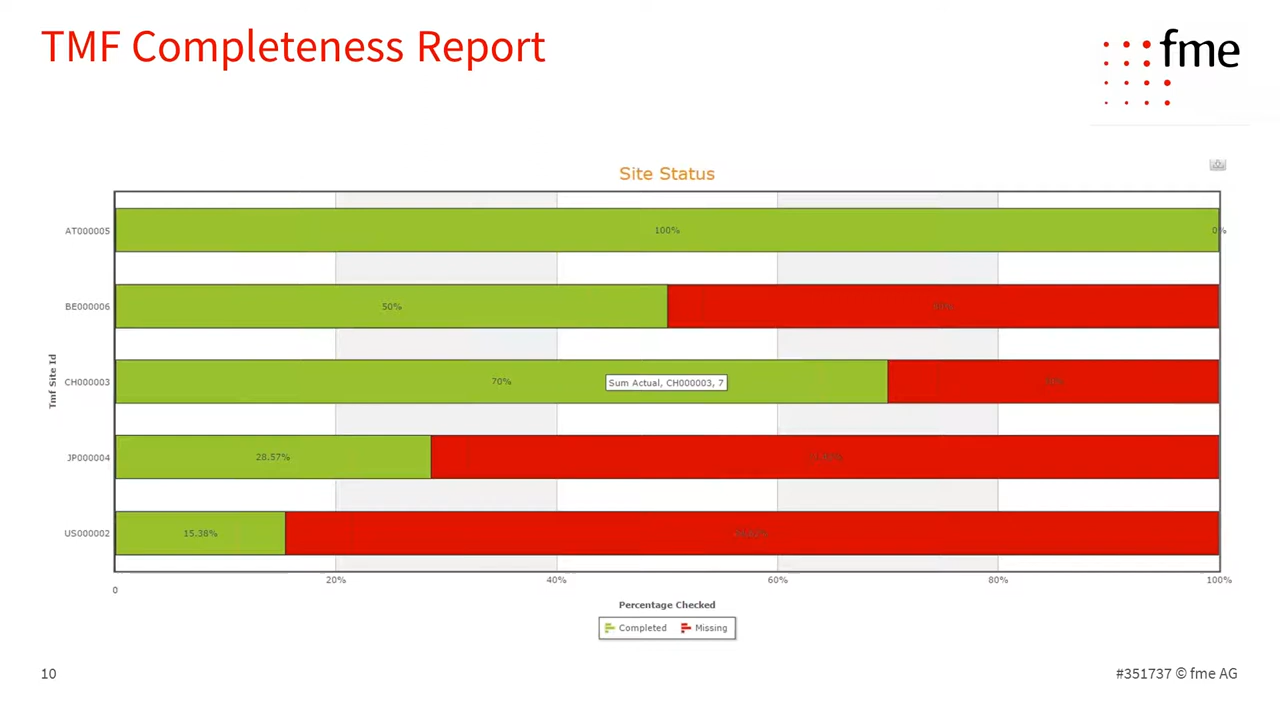 TMF Completeness Report
fme
Site Status
AT000005
100%
0%
BE000006
50%
CH000003
70%
Sum Actual, CH000003, 7
JP000004
28.57%
US000002
15.38%
Tmf Site Id
0
20%
40%
60%
80%
100%
Percentage Checked
Completed
Missing
10
#351737 © fme AG